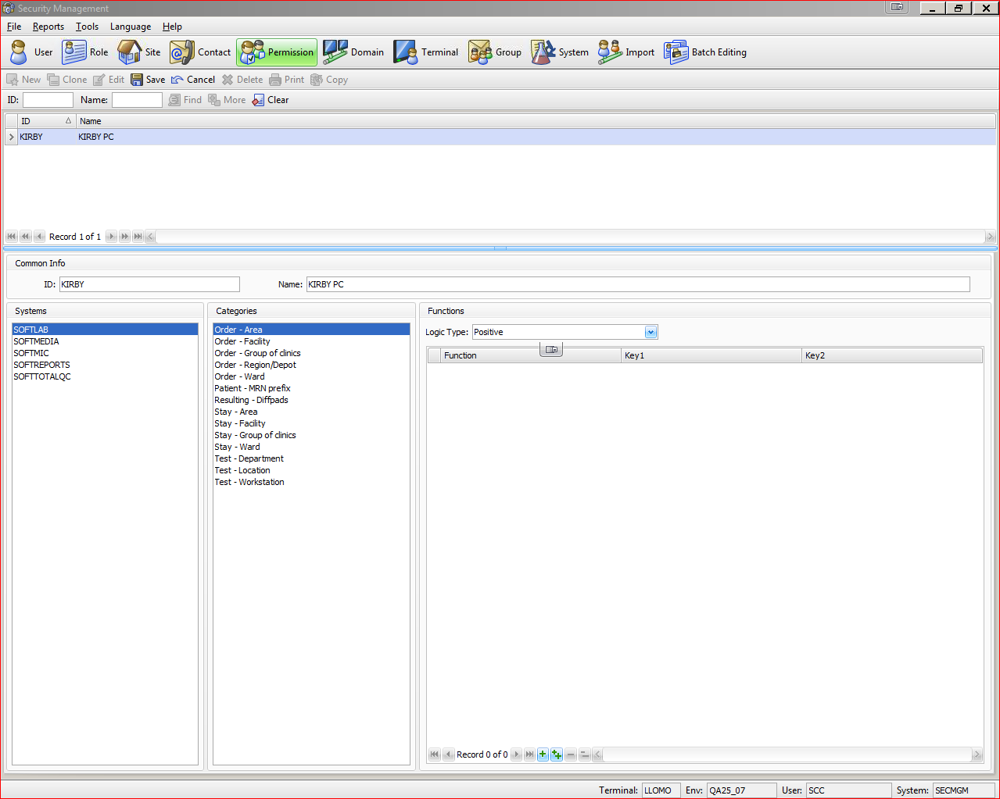 Security Management
File Reports Tools Language Help
User Role Site Contact Permission Domain Terminal Group System Import Batch Editing
New Clone Edit Save Cancel Delete Print Copy
ID: Name: Find More Clear
ID Name
KIRBY KIRBY PC
Record 1 of 1
Common Info
ID: KIRBY Name: KIRBY PC
Systems
SOFTLAB
SOFTMEDIA
SOFTMIC
SOFTREPORTS
SOFTTOTALQC
Categories
Order - Area
Order - Facility
Order - Group of clinics
Order - Region/Depot
Order - Ward
Patient - MRN prefix
Resulting - Diffpads
Stay - Area
Stay - Facility
Stay - Group of clinics
Stay - Ward
Test - Department
Test - Location
Test - Workstation
Functions
Logic Type: Positive
Function Key1 Key2
Record 0 of 0
Terminal: LLOMO Env: QA25_07 User: SCC System: SECMGM